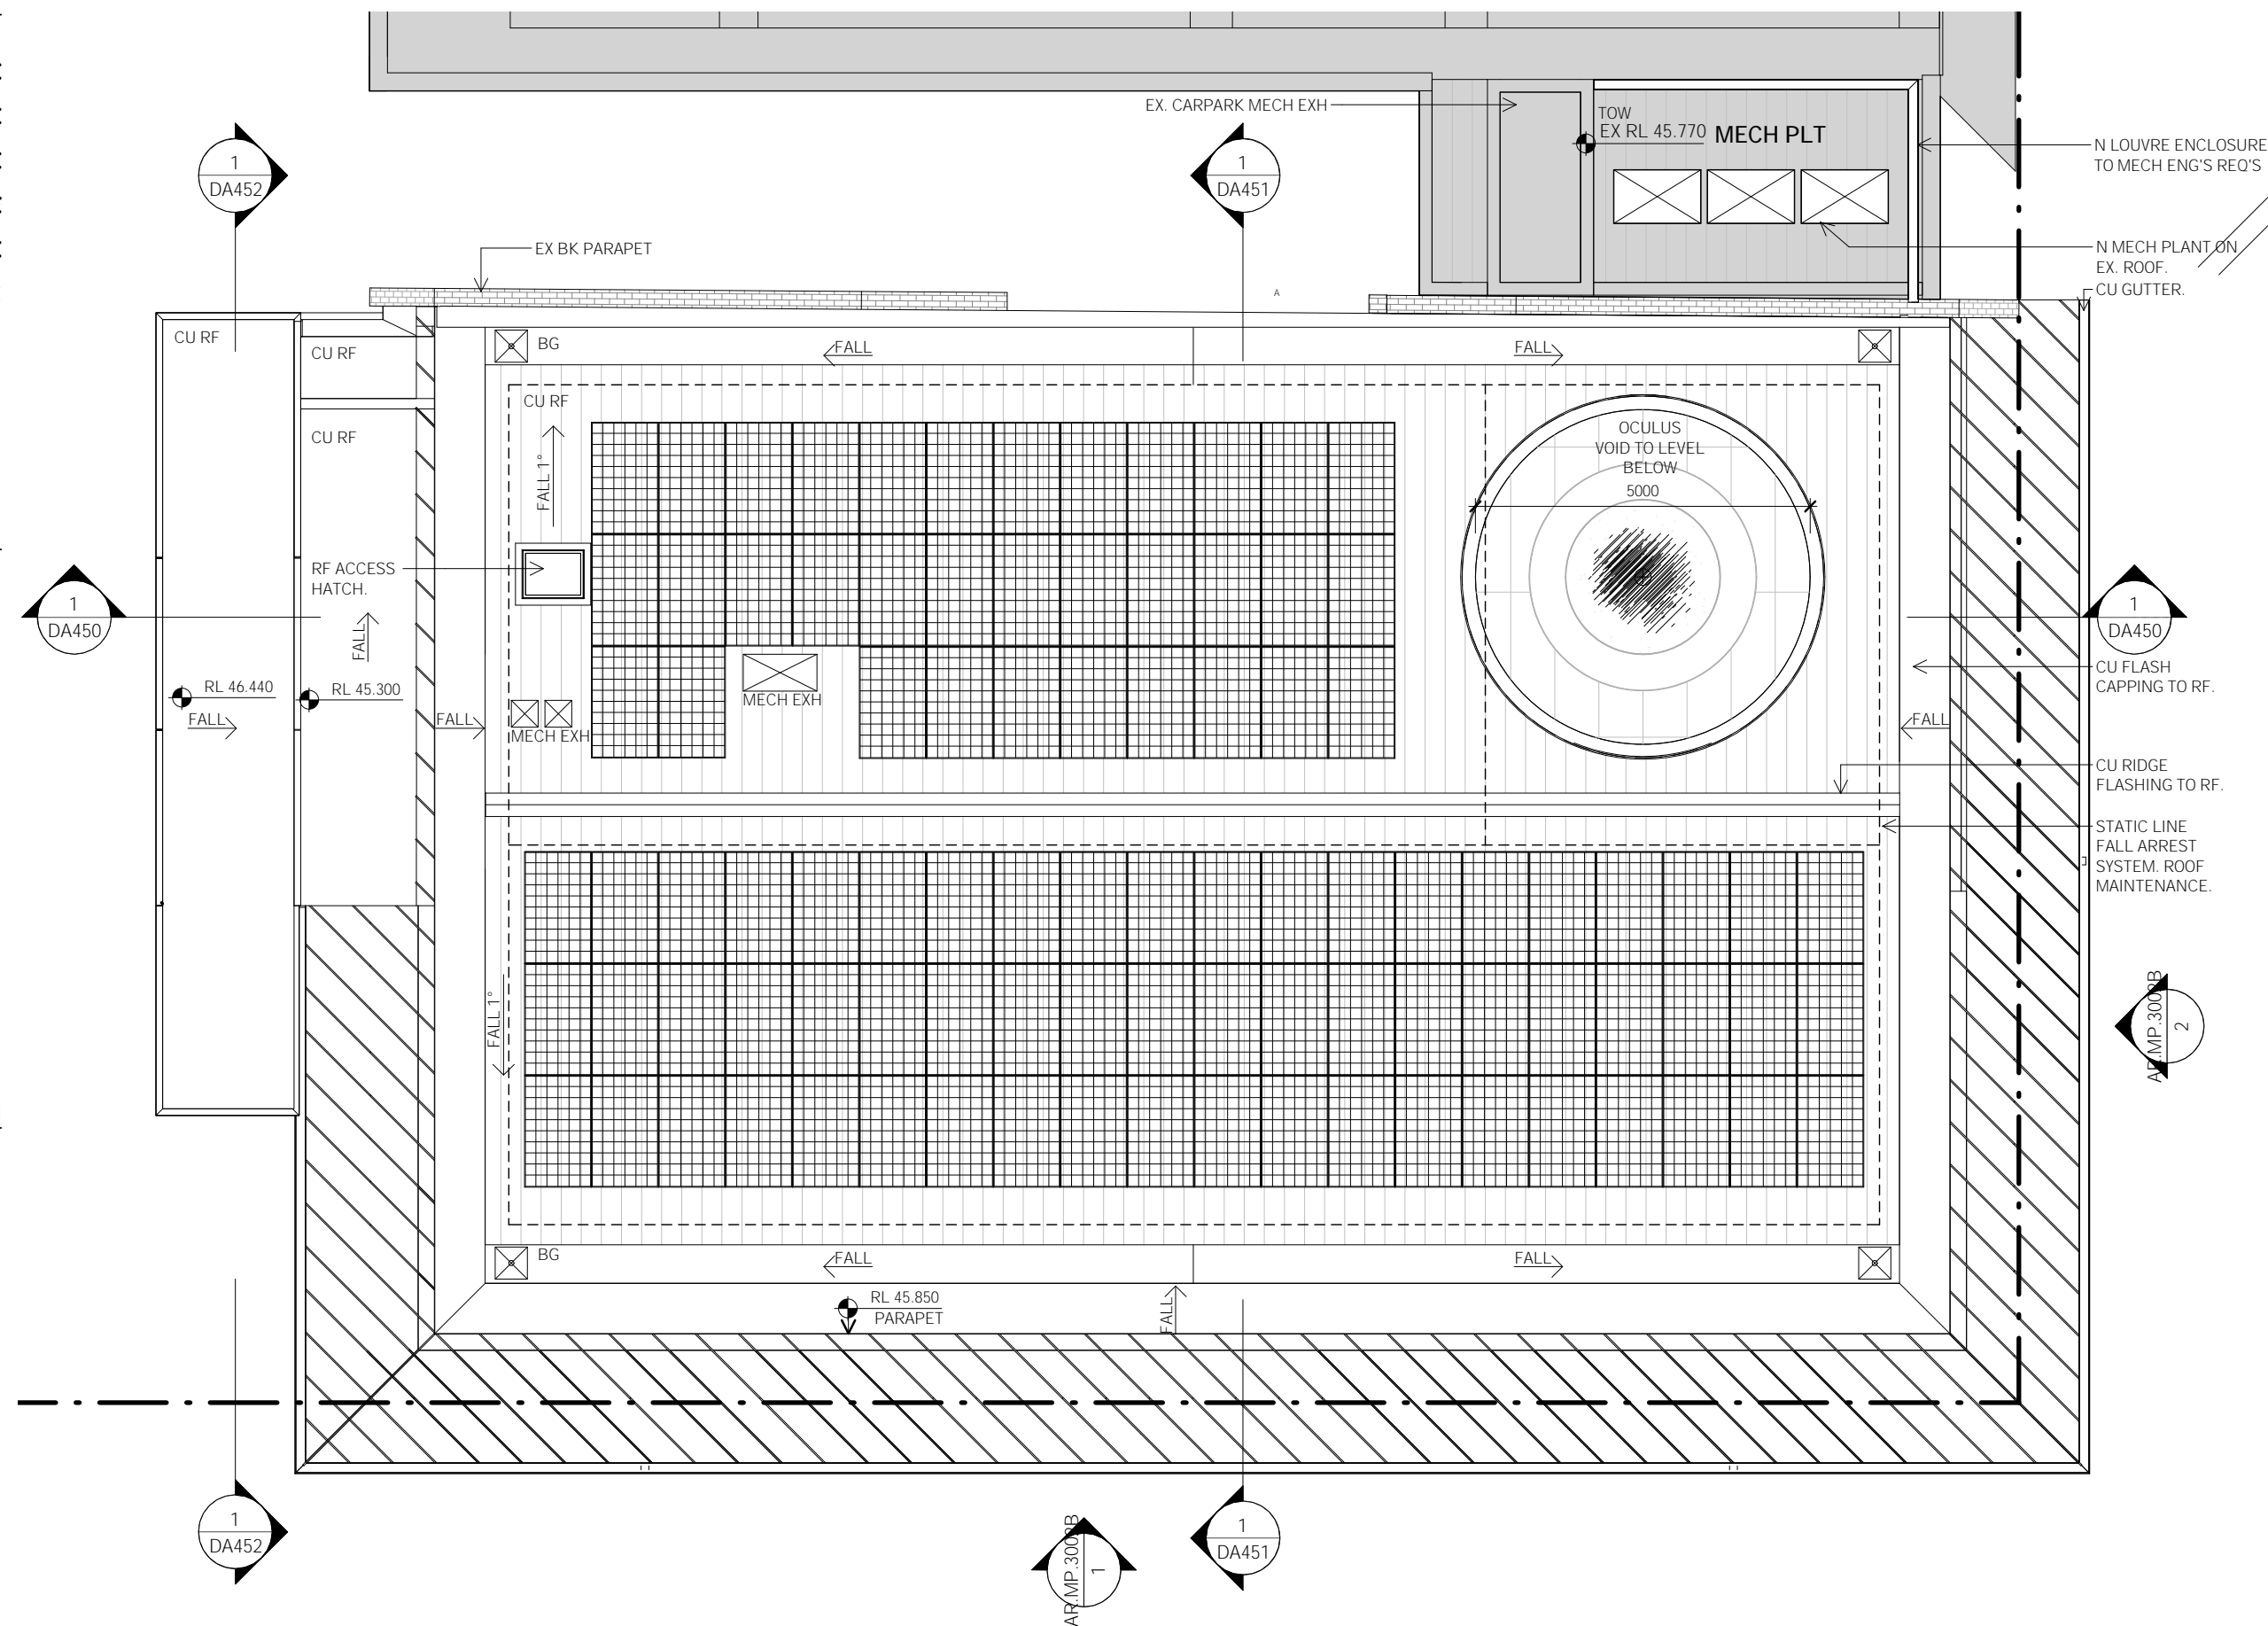 EX. CARPARK MECH EXH
TOW
EX RL 45.770
MECH PLT
N LOUVRE ENCLOSURE
TO MECH ENG'S REQ'S
1
DA452
1
DA451
EX BK PARAPET
N MECH PLANT ON
EX. ROOF.
CU GUTTER.
A
CU RF
CU RF
BG
FALL
FALL
CU RF
CU RF
OCULUS
VOID TO LEVEL
BELOW
5000
FALL 1°
RF ACCESS
HATCH.
1
DA450
1
DA450
FALL
CU FLASH
CAPPING TO RF.
RL 46.440
RL 45.300
MECH EXH
FALL
FALL
MECH EXH
FALL
CU RIDGE
FLASHING TO RF.
STATIC LINE
FALL ARREST
SYSTEM. ROOF
MAINTENANCE.
FALL 1°
2
BG
FALL
FALL
RL 45.850
PARAPET
FALL
1
DA452
1
DA451
1